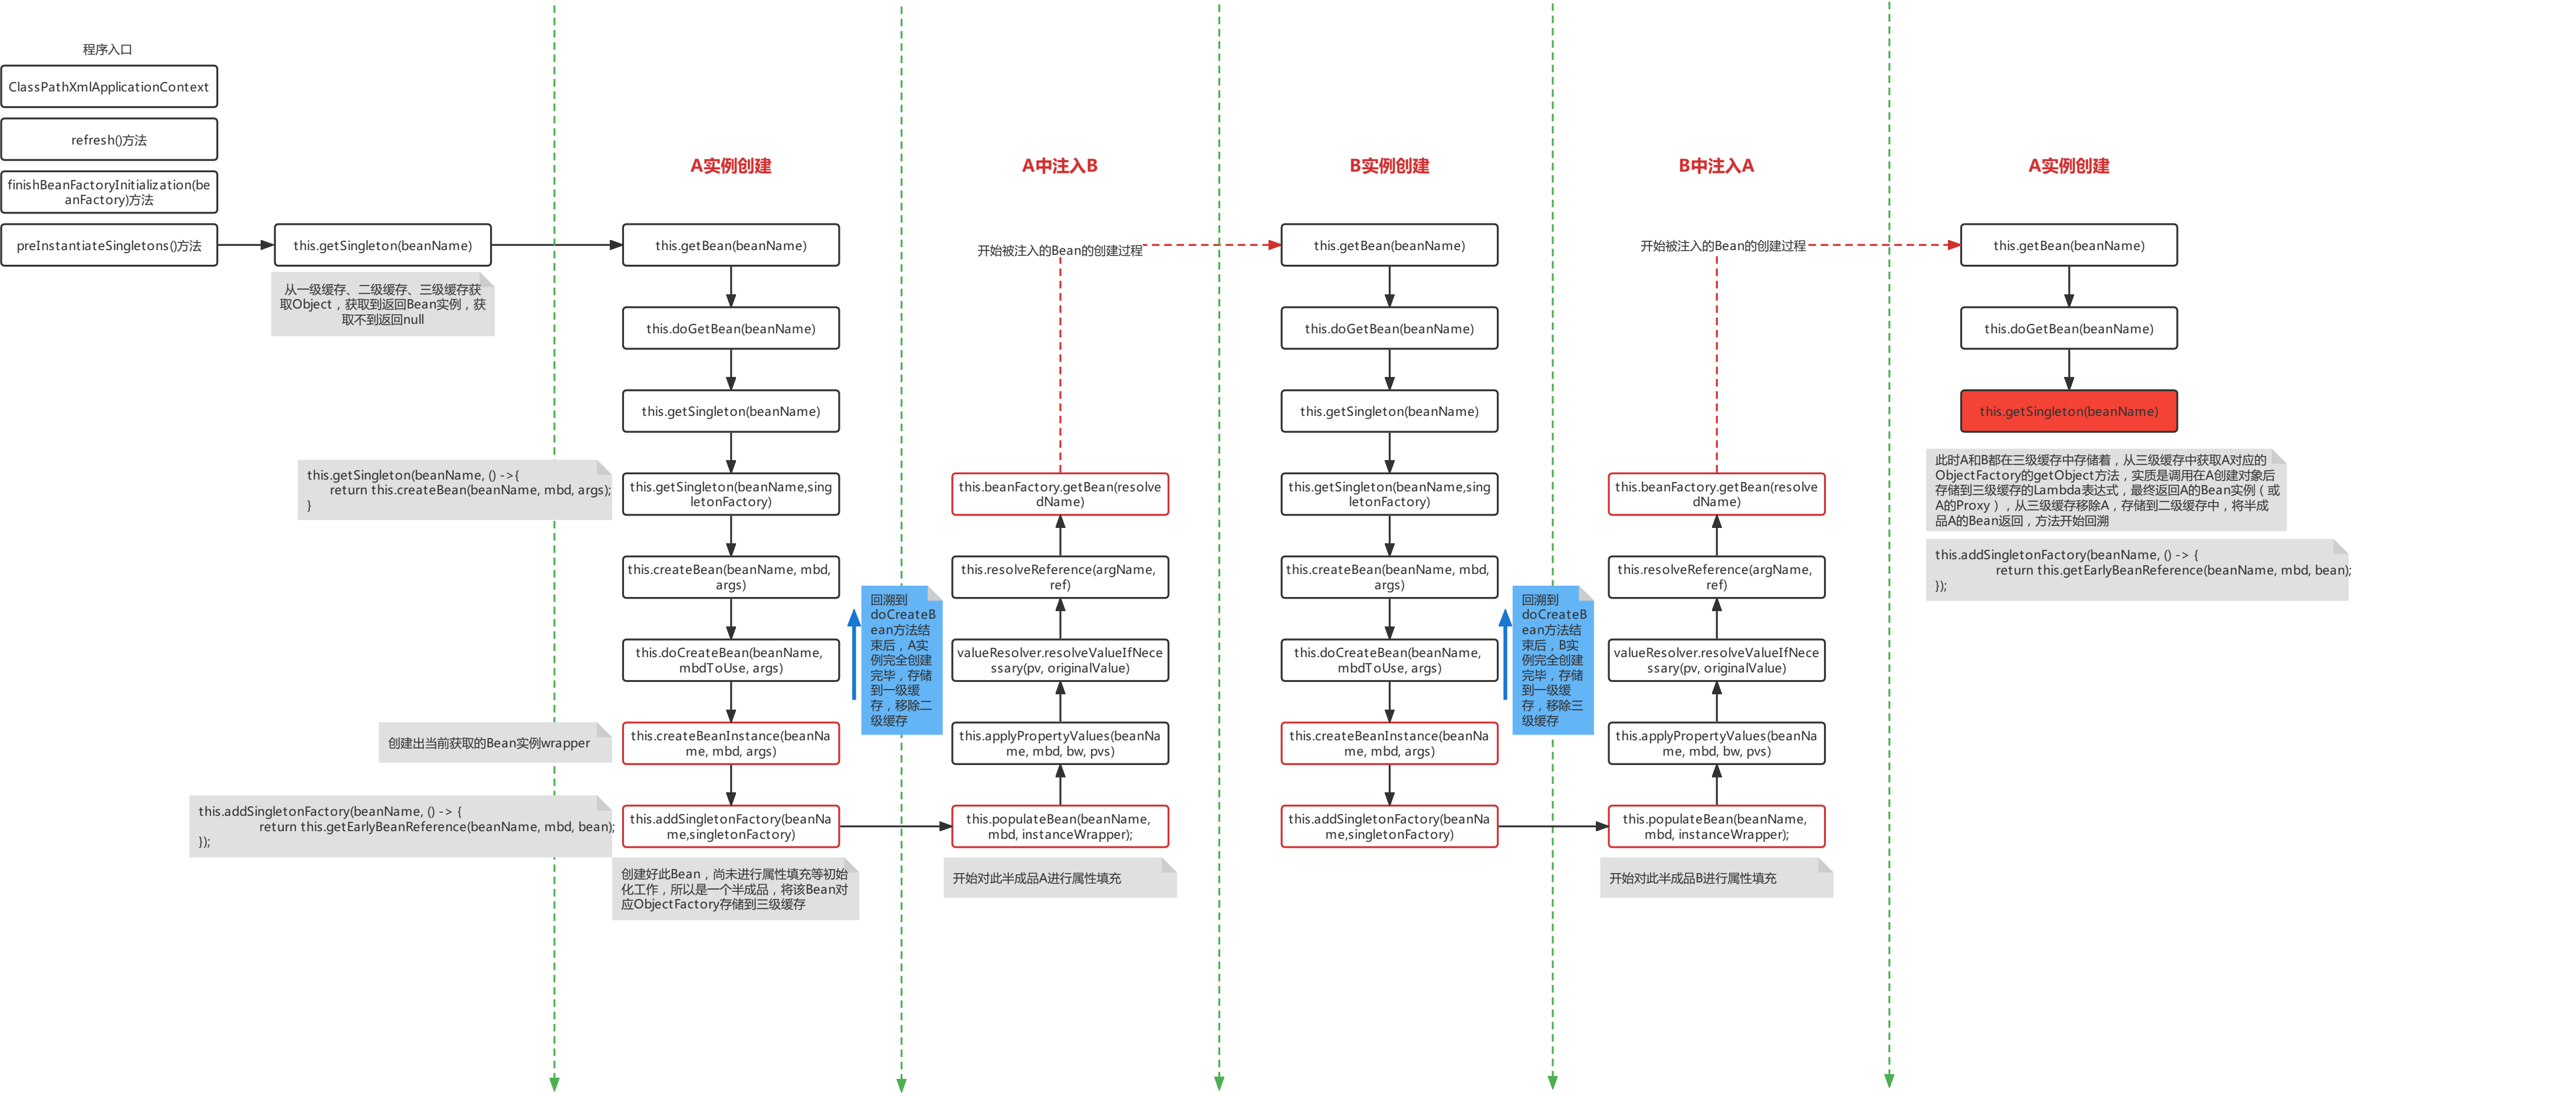 程序入口
ClassPathXmlApplicationContext
refresh()方法
finishBeanFactoryInitialization(be
anFactory)方法
preInstantiateSingletons()方法
this.getSingleton(beanName)
从一级缓存、二级缓存、三级缓存获
取Object，获取到返回Bean实例，获
取不到返回null
A实例创建
this.getBean(beanName)
this.doGetBean(beanName)
this.getSingleton(beanName)
this.getSingleton(beanName, () ->{
return this.createBean(beanName, mbd, args);
}
this.getSingleton(beanName,sing
letonFactory)
this.createBean(beanName, mbd,
args)
this.doCreateBean(beanName,
mbdToUse, args)
创建出当前获取的Bean实例wrapper
this.createBeanInstance(beanNa
me, mbd, args)
this.addSingletonFactory(beanName, () -> {
return this.getEarlyBeanReference(beanName, mbd, bean);
});
this.addSingletonFactory(beanNa
me,singletonFactory)
创建好此Bean，尚未进行属性填充等初始
化工作，所以是一个半成品，将该Bean对
应ObjectFactory存储到三级缓存
回溯到
doCreateB
ean方法结
束后，A实
例完全创建
完毕，存储
到一级缓
存，移除二
级缓存
A中注入B
开始被注入的Bean的创建过程
this.beanFactory.getBean(resolve
dName)
this.resolveReference(argName,
ref)
valueResolver.resolveValueIfNece
ssary(pv, originalValue)
this.applyPropertyValues(beanNa
me, mbd, bw, pvs)
this.populateBean(beanName,
mbd, instanceWrapper);
开始对此半成品A进行属性填充
B实例创建
this.getBean(beanName)
this.doGetBean(beanName)
this.getSingleton(beanName)
this.getSingleton(beanName,sing
letonFactory)
this.createBean(beanName, mbd,
args)
this.doCreateBean(beanName,
mbdToUse, args)
this.createBeanInstance(beanNa
me, mbd, args)
this.addSingletonFactory(beanNa
me,singletonFactory)
回溯到
doCreateB
ean方法结
束后，B实
例完全创建
完毕，存储
到一级缓
存，移除三
级缓存
B中注入A
开始被注入的Bean的创建过程
this.beanFactory.getBean(resolve
dName)
this.resolveReference(argName,
ref)
valueResolver.resolveValueIfNece
ssary(pv, originalValue)
this.applyPropertyValues(beanNa
me, mbd, bw, pvs)
this.populateBean(beanName,
mbd, instanceWrapper);
开始对此半成品B进行属性填充
A实例创建
this.getBean(beanName)
this.doGetBean(beanName)
this.getSingleton(beanName)
此时A和B都在三级缓存中存储着，从三级缓存中获取A对应的
ObjectFactory的getObject方法，实质是调用在A创建对象后
存储到三级缓存的Lambda表达式，最终返回A的Bean实例（或
A的Proxy），从三级缓存移除A，存储到二级缓存中，将半成
品A的Bean返回，方法开始回溯
this.addSingletonFactory(beanName, () -> {
return this.getEarlyBeanReference(beanName, mbd, bean);
});